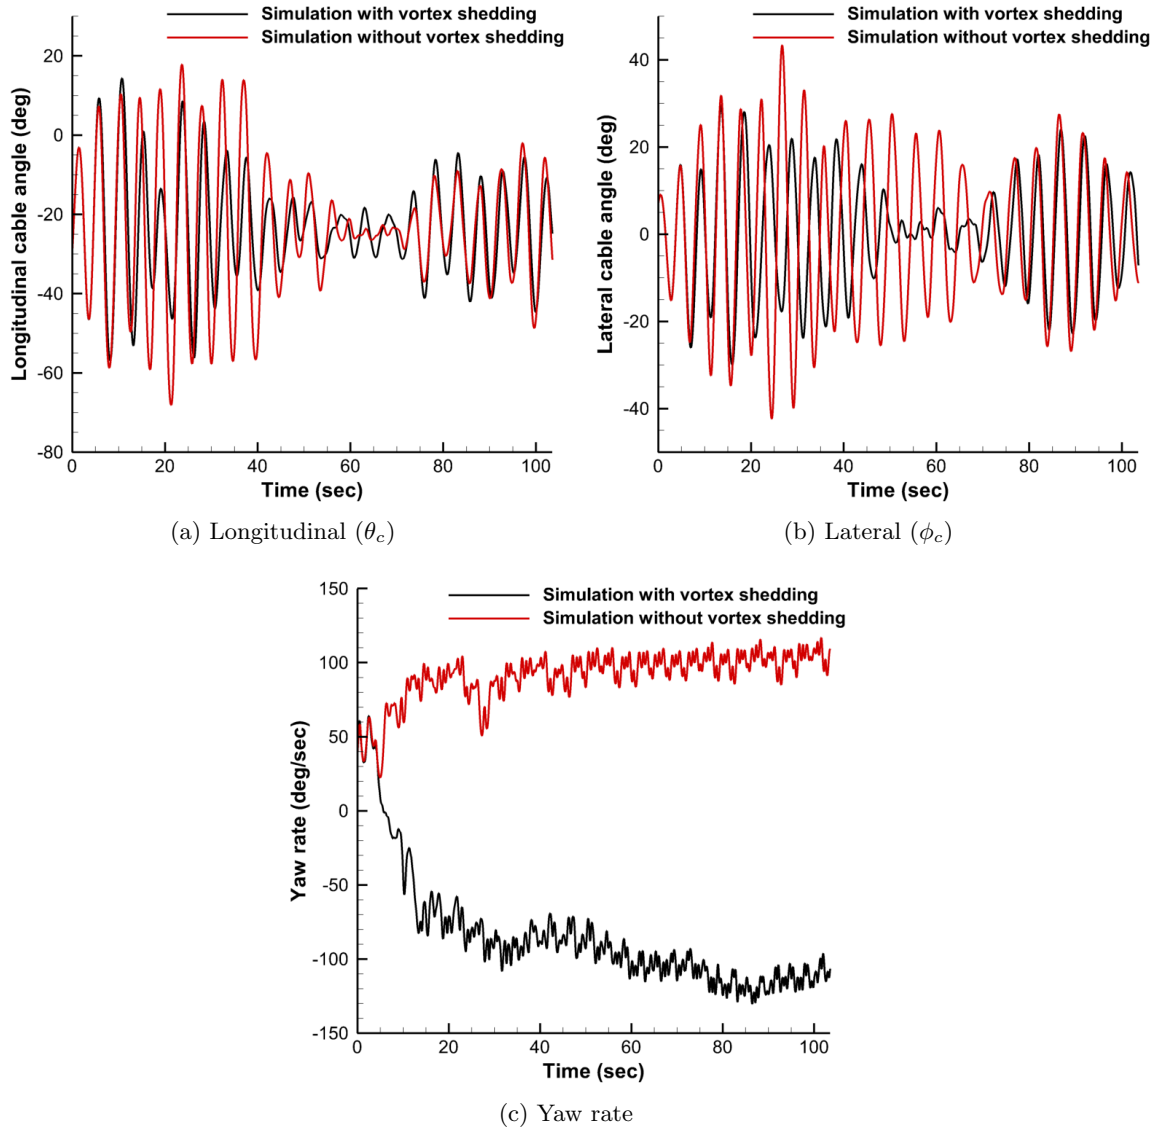 Simulation with vortex shedding
Simulation without vortex shedding
20
0
-20
-40
-60
-80
Longitudinal cable angle (deg)
0 20 40 60 80 100
Time (sec)
(a) Longitudinal (θc)
Simulation with vortex shedding
Simulation without vortex shedding
40
20
0
-20
-40
Lateral cable angle (deg)
0 20 40 60 80 100
Time (sec)
(b) Lateral (ϕc)
Simulation with vortex shedding
Simulation without vortex shedding
150
100
50
0
-50
-100
-150
Yaw rate (deg/sec)
0 20 40 60 80 100
Time (sec)
(c) Yaw rate